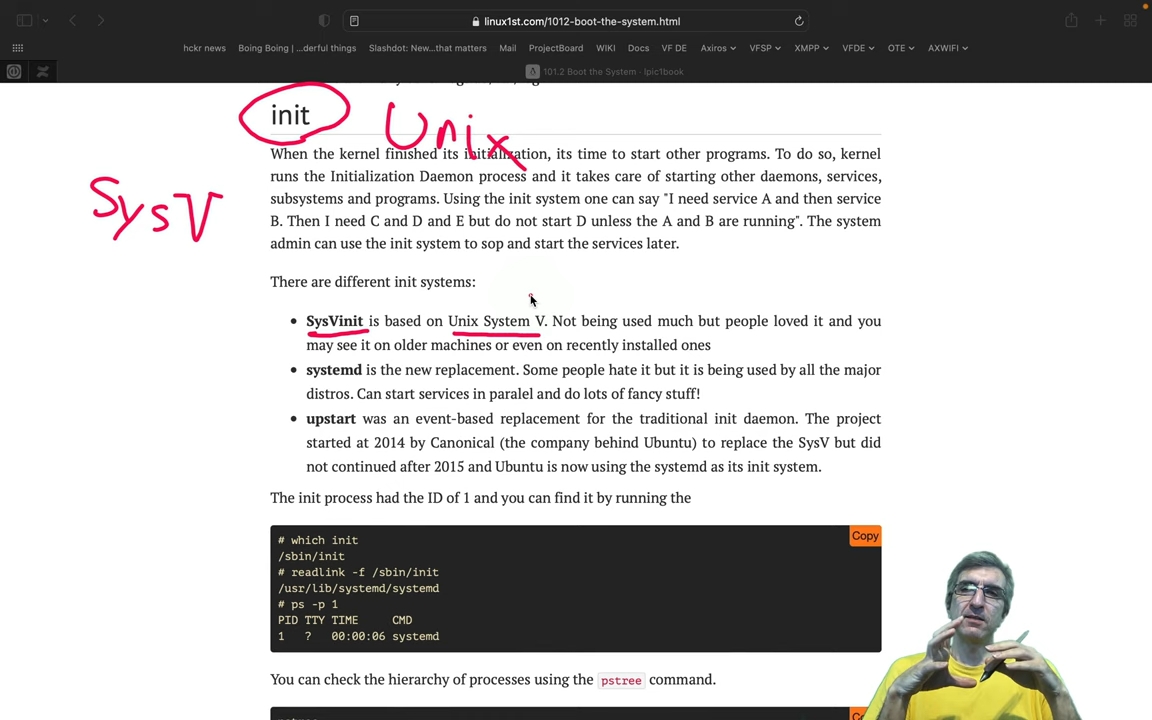 linux1st.com/1012-boot-the-system.html
hckr news Boing Boing | ...derful things Slashdot: New...that matters Mail ProjectBoard WIKI Docs VF DE Axiros VFSP XMPP VFDE OTE AXWIFI
101.2 Boot the System - lpic1book
init
Unix
When the kernel finished its initialization, its time to start other programs. To do so, kernel
runs the Initialization Daemon process and it takes care of starting other daemons, services,
SysV
subsystems and programs. Using the init system one can say "I need service A and then service
B. Then I need C and D and E but do not start D unless the A and B are running". The system
admin can use the init system to sop and start the services later.
There are different init systems:
• SysVinit is based on Unix System V. Not being used much but people loved it and you
may see it on older machines or even on recently installed ones
• systemd is the new replacement. Some people hate it but it is being used by all the major
distros. Can start services in paralel and do lots of fancy stuff!
• upstart was an event-based replacement for the traditional init daemon. The project
started at 2014 by Canonical (the company behind Ubuntu) to replace the SysV but did
not continued after 2015 and Ubuntu is now using the systemd as its init system.
The init process had the ID of 1 and you can find it by running the
Copy
# which init
/sbin/init
# readlink -f /sbin/init
/usr/lib/systemd/systemd
# ps -p 1
PID TTY TIME CMD
1 ? 00:00:06 systemd
You can check the hierarchy of processes using the pstree command.